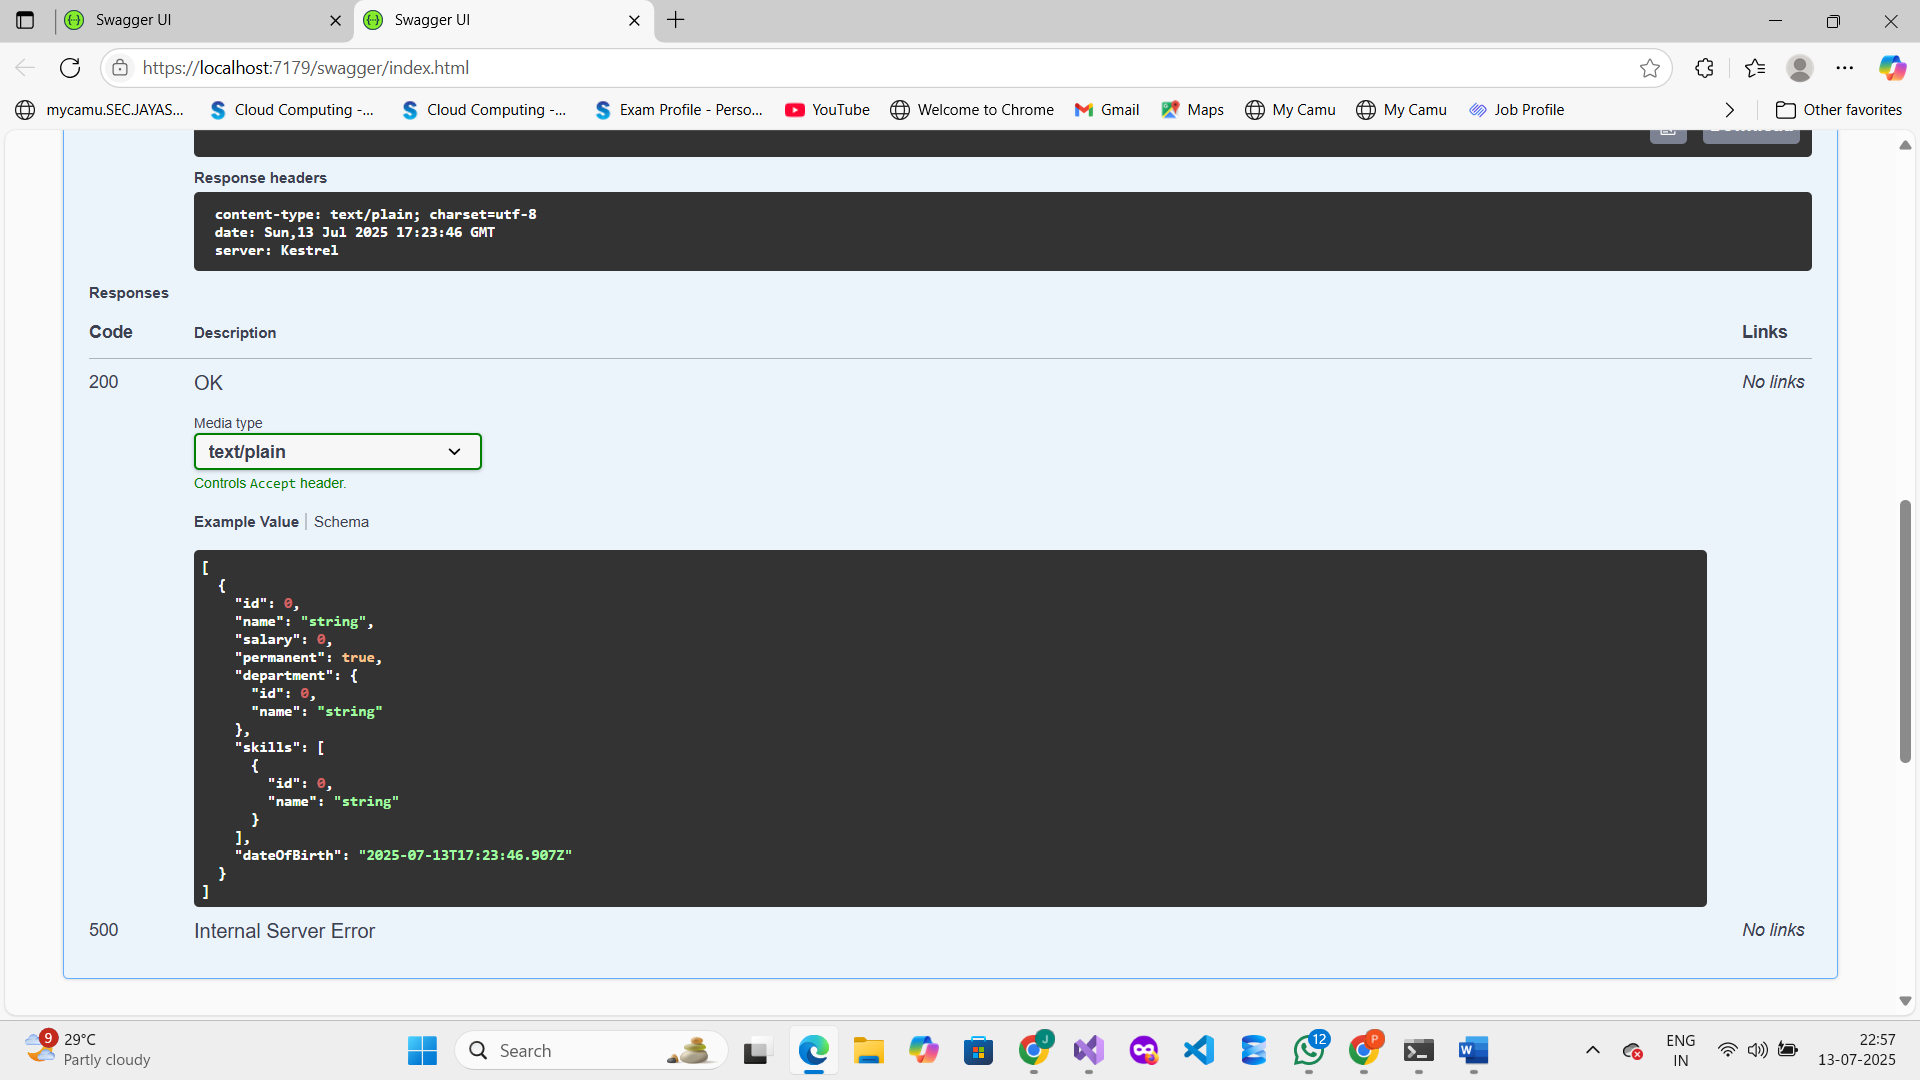 Swagger UI
Swagger UI
https://localhost:7179/swagger/index.html
mycamu.SEC.JAYAS...
Cloud Computing -...
Cloud Computing -...
Exam Profile - Perso...
YouTube
Welcome to Chrome
Gmail
Maps
My Camu
My Camu
Job Profile
Other favorites
Download
Response headers
content-type: text/plain; charset=utf-8
date: Sun,13 Jul 2025 17:23:46 GMT
server: Kestrel
Responses
Code Description Links
200 OK No links
Media type
text/plain
Controls Accept header.
Example Value Schema
[
{
"id": 0,
"name": "string",
"salary": 0,
"permanent": true,
"department": {
"id": 0,
"name": "string"
},
"skills": [
{
"id": 0,
"name": "string"
}
],
"dateOfBirth": "2025-07-13T17:23:46.907Z"
}
]
500 Internal Server Error No links
9
29°C
Partly cloudy
Search
J
12
P
ENG
IN
22:57
13-07-2025